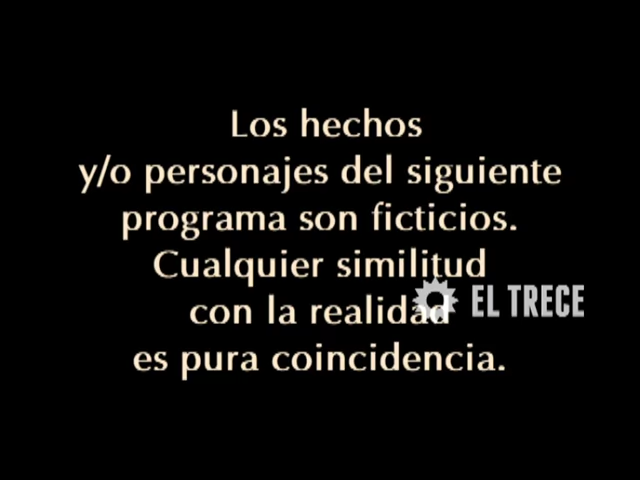 Los hechos
y/o personajes del siguiente
programa son ficticios.
Cualquier similitud
con la realidad
EL TRECE
es pura coincidencia.